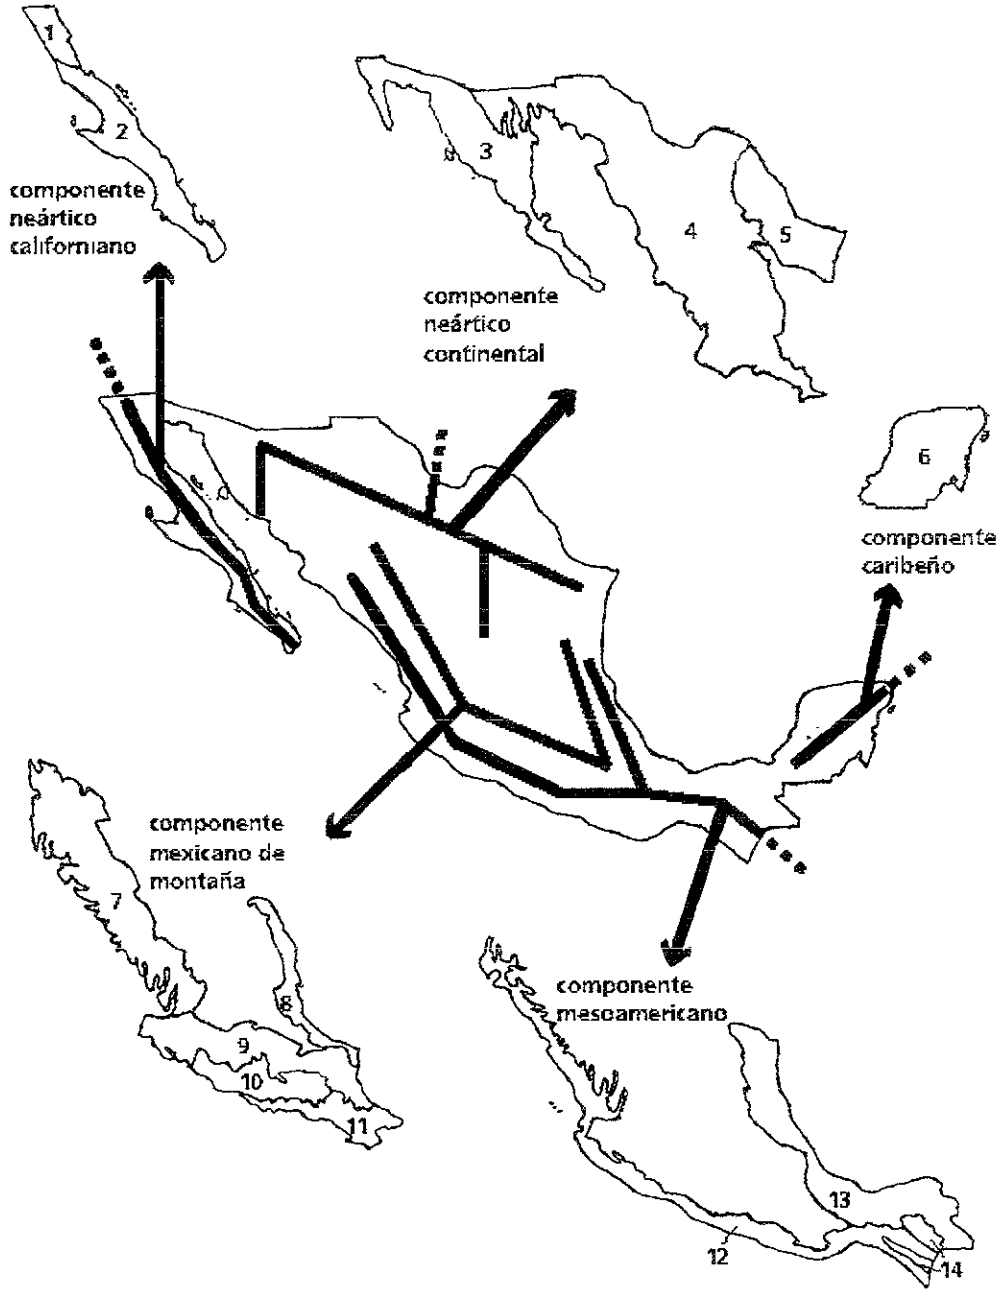 1
2
componente
neártico
californiano
3
4
5
componente
neártico
continental
6
componente
caribeño
componente
mexicano de
montaña
7
8
9
10
11
componente
mesoamericano
12
13
14